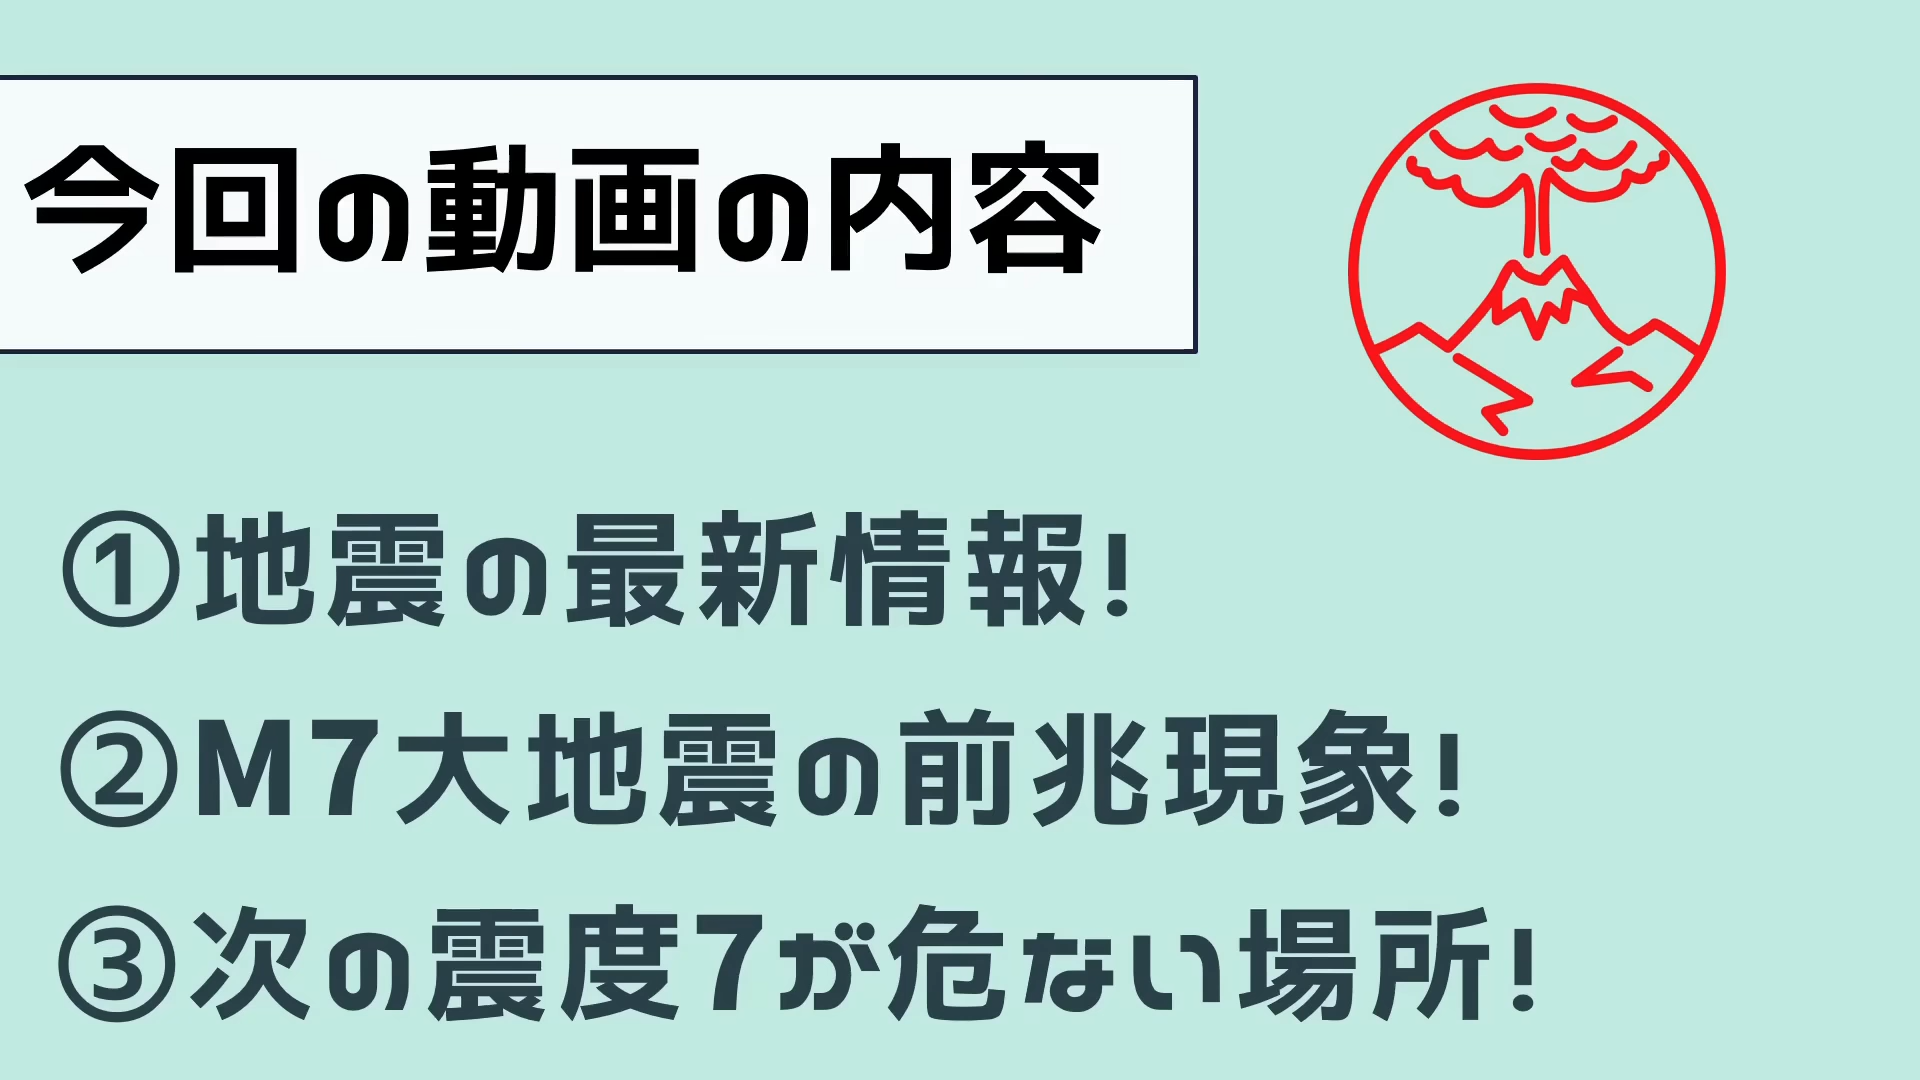 今回の動画の内容
①地震の最新情報!
②M7大地震の前兆現象!
③次の震度7が危ない場所!